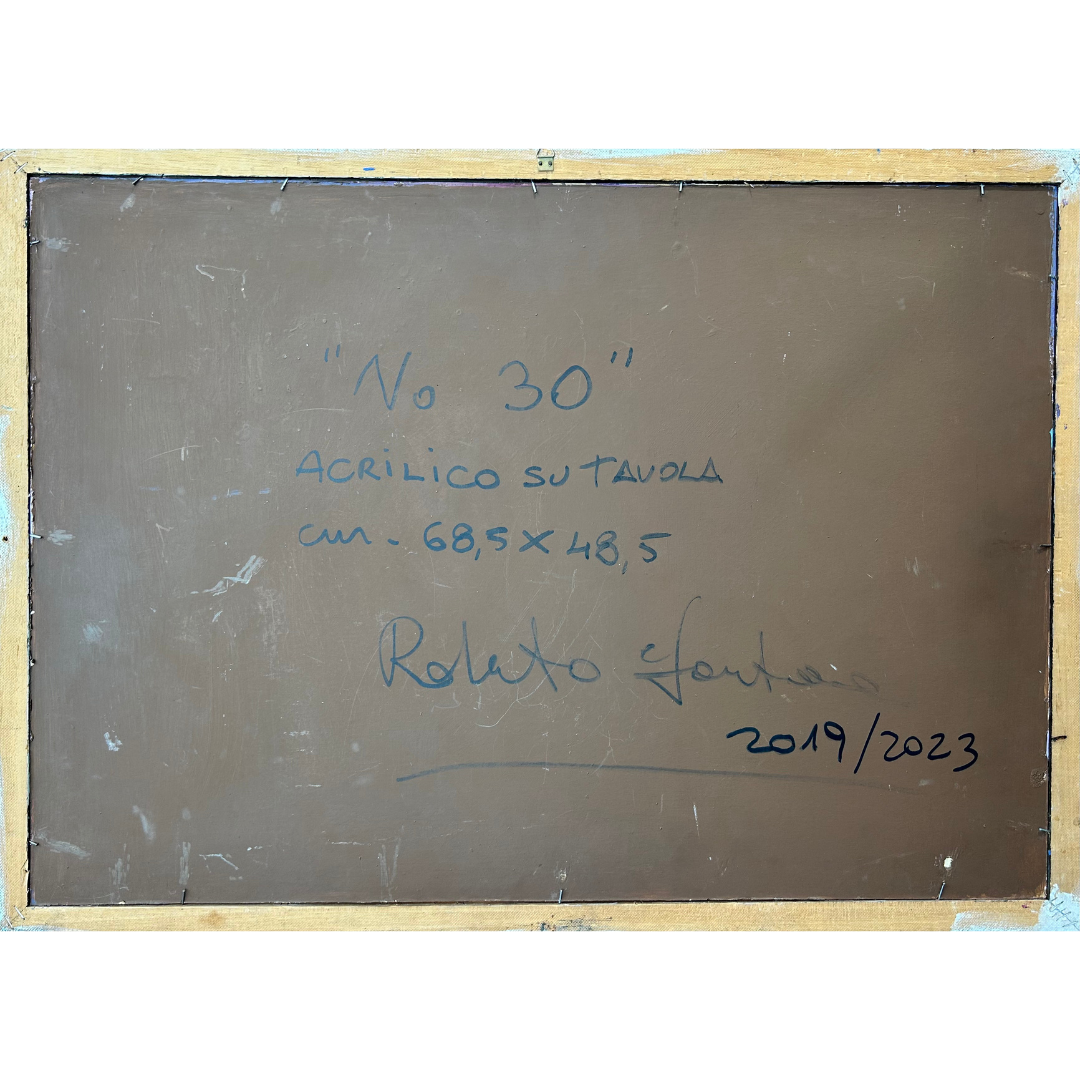 "No 30"
ACRILICO SU TAVOLA
cm. 68,5 X 48,5
Roberto
2019/2023